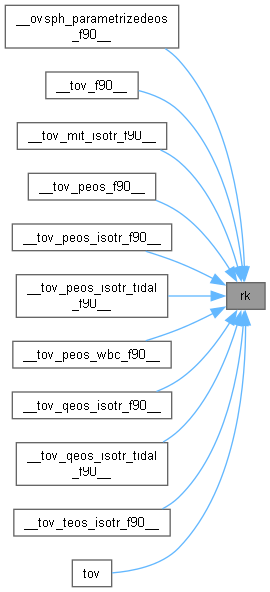 __ovsph_parametrizedeos
_f90__
__tov_f90__
__tov_mit_isotr_f90__
__tov_peos_f90__
__tov_peos_isotr_f90__
__tov_peos_isotr_tidal
_f90__
rk
__tov_peos_wbc_f90__
__tov_qeos_isotr_f90__
__tov_qeos_isotr_tidal
_f90__
__tov_teos_isotr_f90__
tov